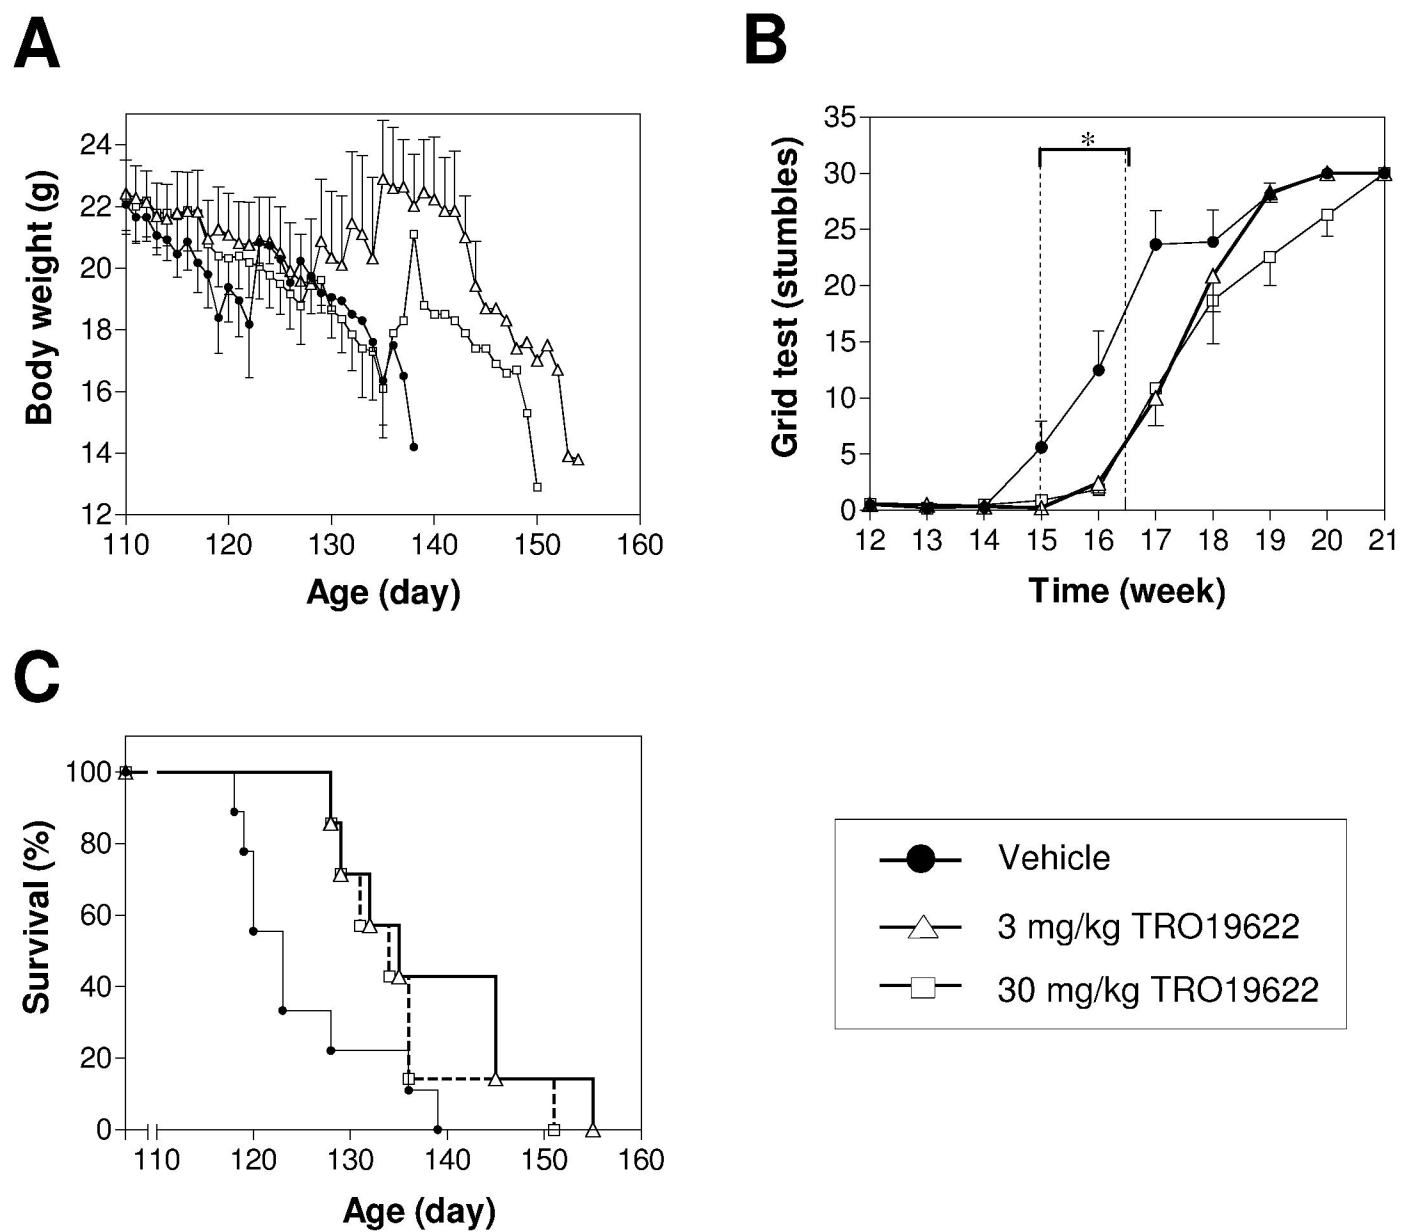 A
24
22
20
18
16
14
12
Body weight (g)
110 120 130 140 150 160
Age (day)
B
35
30
25
20
15
10
5
0
Grid test (stumbles)
*
12 13 14 15 16 17 18 19 20 21
Time (week)
C
100
80
60
40
20
0
Survival (%)
110 120 130 140 150 160
Age (day)
Vehicle
3 mg/kg TRO19622
30 mg/kg TRO19622